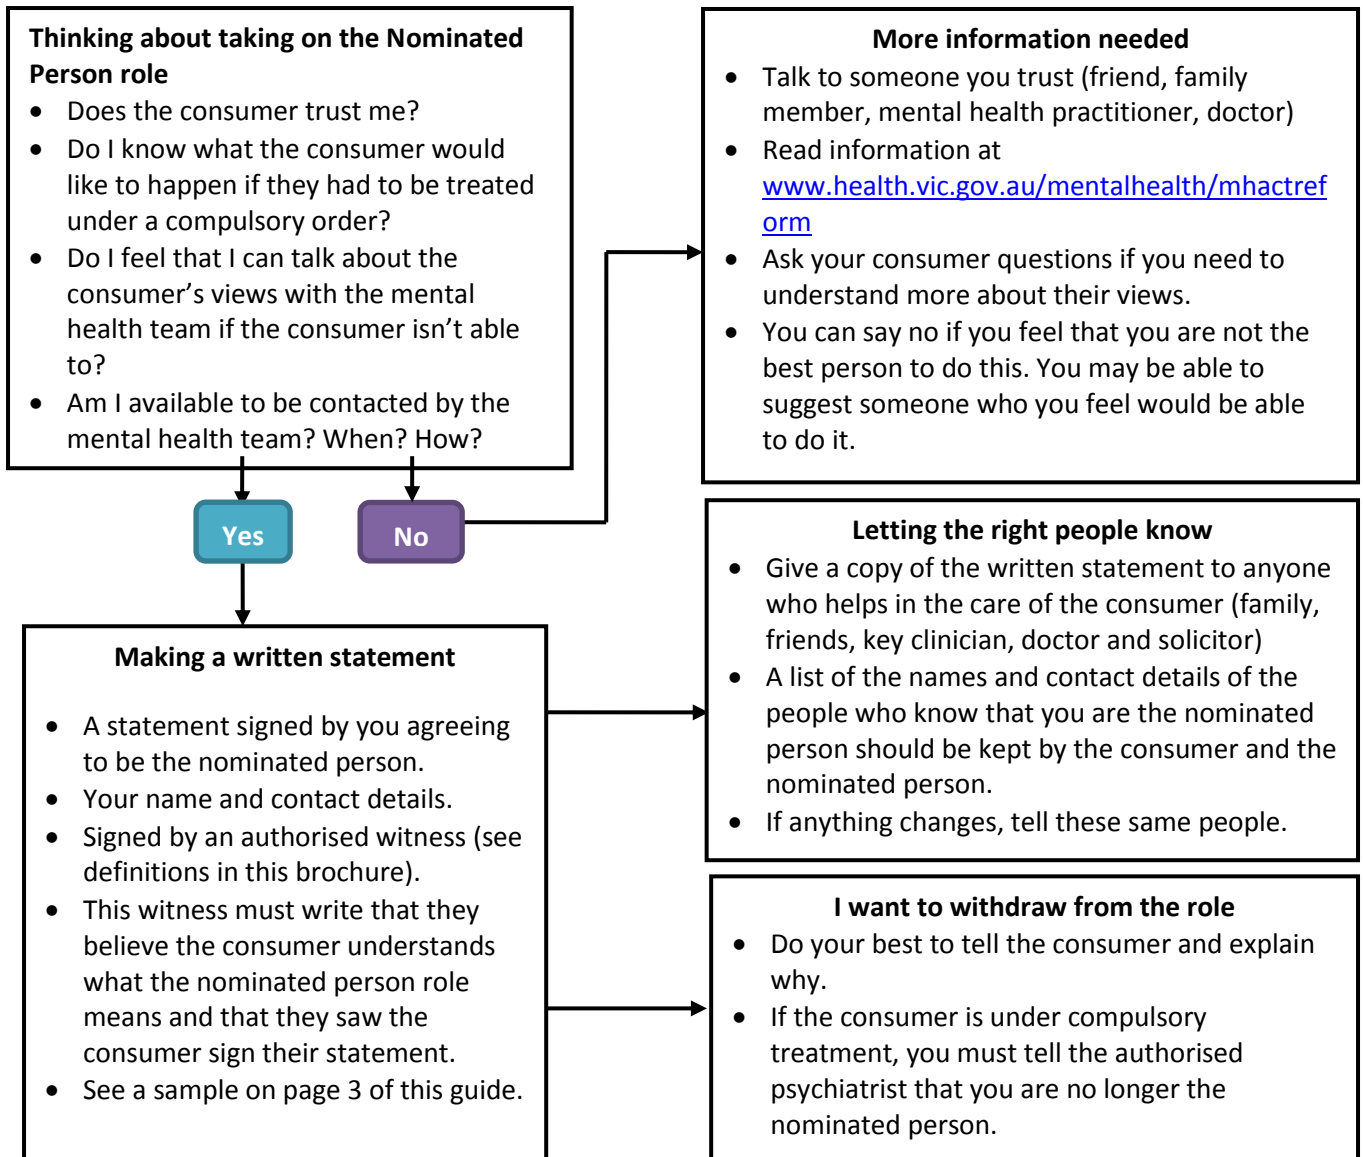 Thinking about taking on the Nominated
Person role
• Does the consumer trust me?
• Do I know what the consumer would
like to happen if they had to be treated
under a compulsory order?
• Do I feel that I can talk about the
consumer’s views with the mental
health team if the consumer isn’t able
to?
• Am I available to be contacted by the
mental health team? When? How?
Yes
No
More information needed
• Talk to someone you trust (friend, family
member, mental health practitioner, doctor)
• Read information at
www.health.vic.gov.au/mentalhealth/mhactref
orm
• Ask your consumer questions if you need to
understand more about their views.
• You can say no if you feel that you are not the
best person to do this. You may be able to
suggest someone who you feel would be able
to do it.
Making a written statement
• A statement signed by you agreeing
to be the nominated person.
• Your name and contact details.
• Signed by an authorised witness (see
definitions in this brochure).
• This witness must write that they
believe the consumer understands
what the nominated person role
means and that they saw the
consumer sign their statement.
• See a sample on page 3 of this guide.
Letting the right people know
• Give a copy of the written statement to anyone
who helps in the care of the consumer (family,
friends, key clinician, doctor and solicitor)
• A list of the names and contact details of the
people who know that you are the nominated
person should be kept by the consumer and the
nominated person.
• If anything changes, tell these same people.
I want to withdraw from the role
• Do your best to tell the consumer and explain
why.
• If the consumer is under compulsory
treatment, you must tell the authorised
psychiatrist that you are no longer the
nominated person.